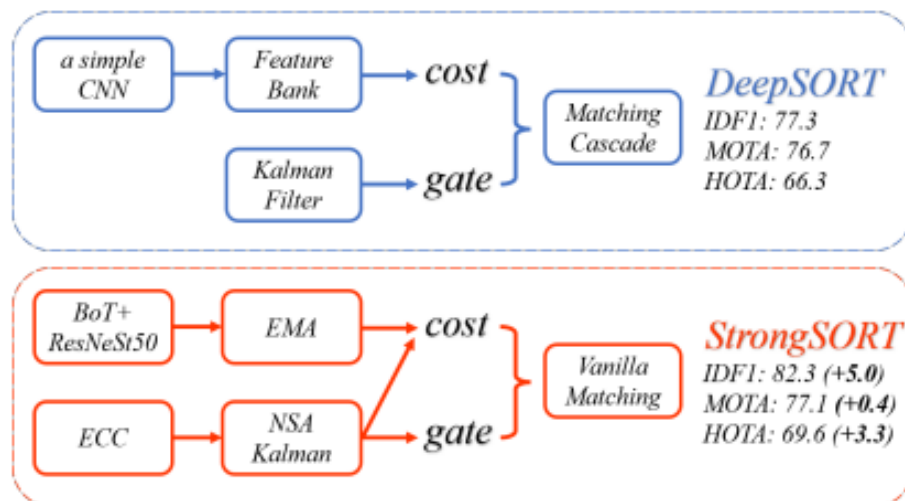 a simple
CNN
Feature
Bank
cost
Kalman
Filter
gate
Matching
Cascade
DeepSORT
IDF1: 77.3
MOTA: 76.7
HOTA: 66.3
BoT+
ResNeSt50
EMA
cost
ECC
NSA
Kalman
gate
Vanilla
Matching
StrongSORT
IDF1: 82.3 (+5.0)
MOTA: 77.1 (+0.4)
HOTA: 69.6 (+3.3)